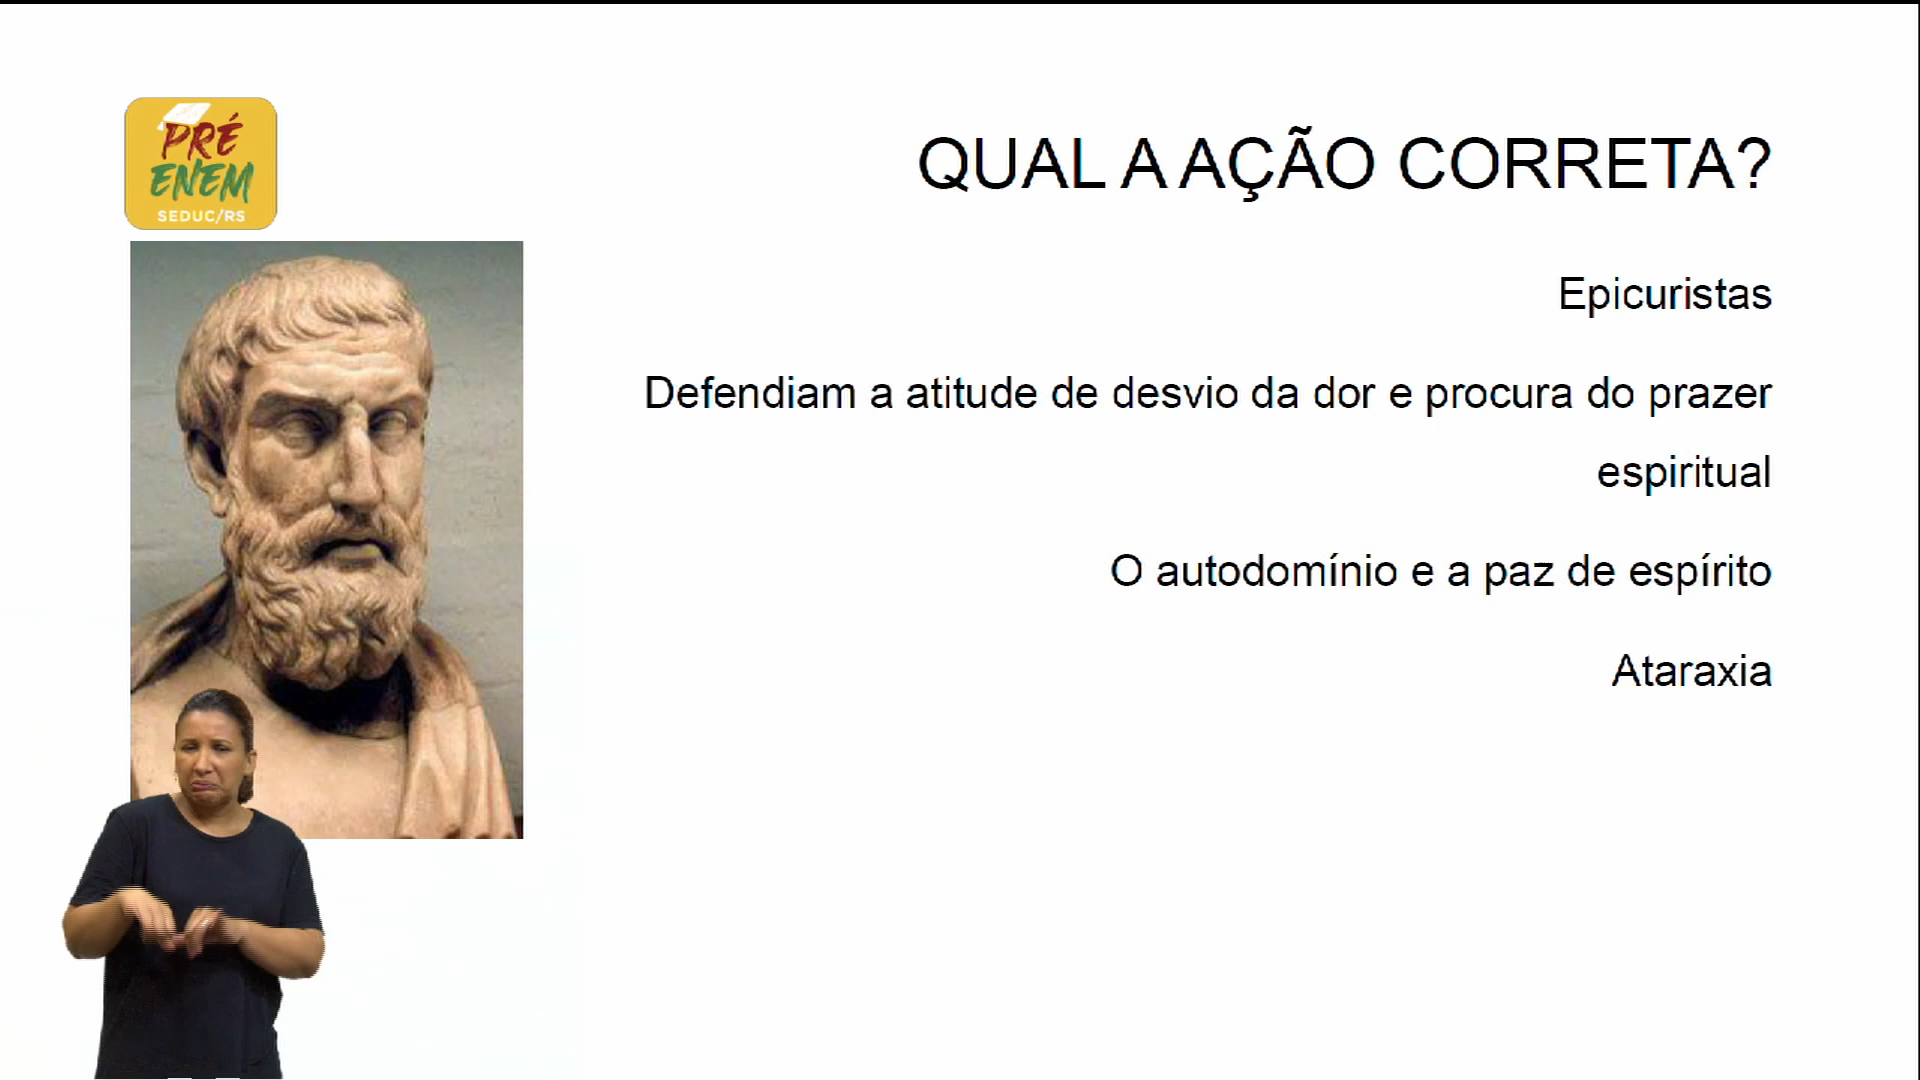 PRÉ
ENEM
SEDUC/RS
QUAL A AÇÃO CORRETA?
Epicuristas
Defendiam a atitude de desvio da dor e procura do prazer
espiritual
O autodomínio e a paz de espírito
Ataraxia